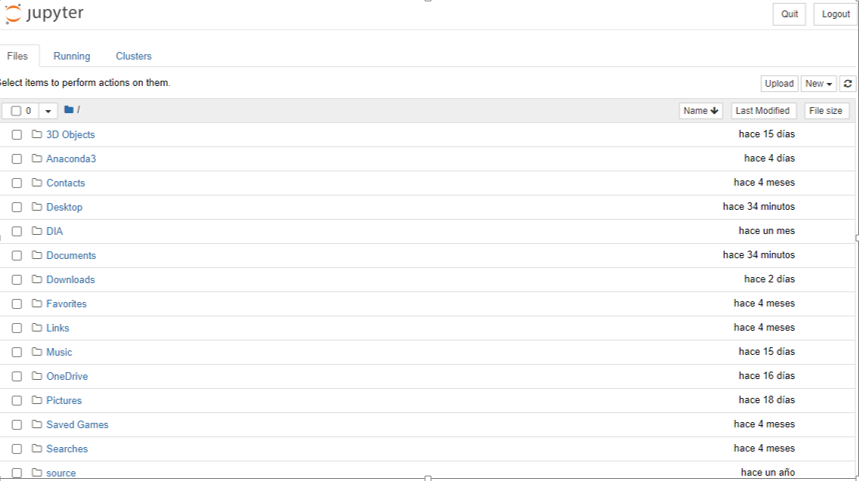 jupyter
Quit Logout
Files Running Clusters
Select items to perform actions on them.
Upload New
0 / Name Last Modified File size
3D Objects hace 15 días
Anaconda3 hace 4 días
Contacts hace 4 meses
Desktop hace 34 minutos
DIA hace un mes
Documents hace 34 minutos
Downloads hace 2 días
Favorites hace 4 meses
Links hace 4 meses
Music hace 15 días
OneDrive hace 16 días
Pictures hace 18 días
Saved Games hace 4 meses
Searches hace 4 meses
source hace un año